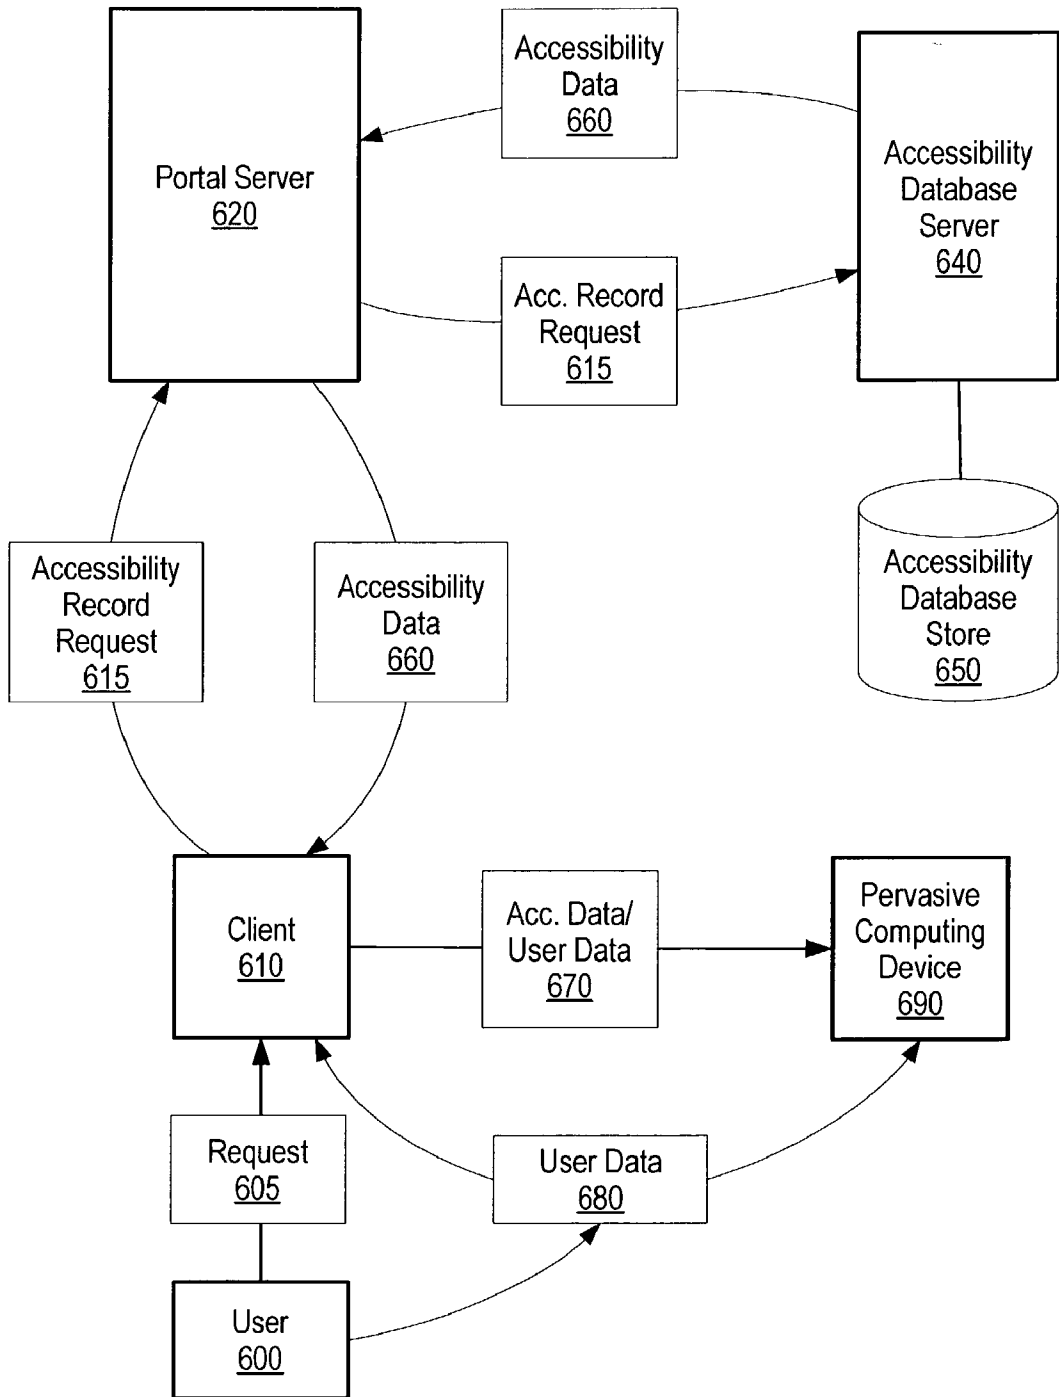 Portal Server
620
Accessibility
Data
660
Accessibility
Database
Server
640
Acc. Record
Request
615
Accessibility
Record
Request
615
Accessibility
Data
660
Accessibility
Database
Store
650
Client
610
Acc. Data/
User Data
670
Pervasive
Computing
Device
690
Request
605
User Data
680
User
600